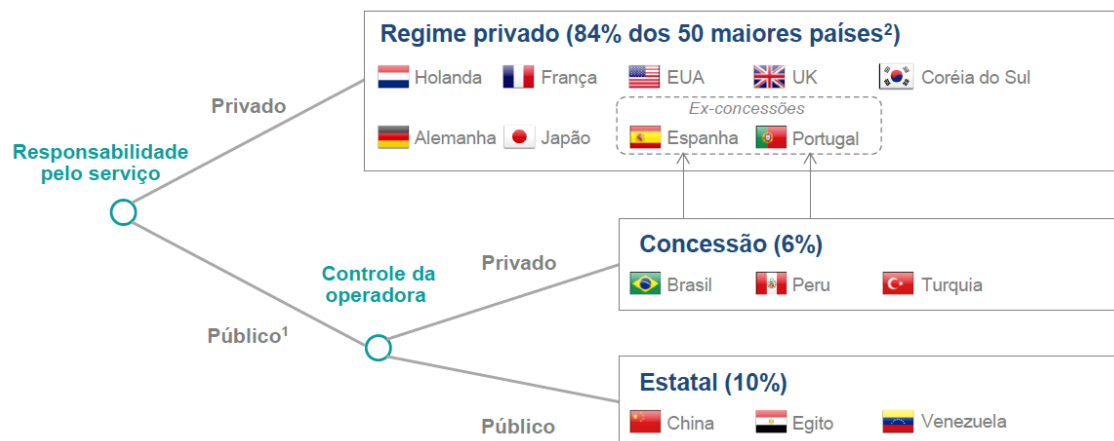 Regime privado (84% dos 50 maiores países²)
Holanda França EUA UK Coréia do Sul
Privado
Ex-concessões
Alemanha Japão Espanha Portugal
Responsabilidade
pelo serviço
Concessão (6%)
Privado
Controle da
operadora
Brasil Peru Turquia
Público¹
Estatal (10%)
China Egito Venezuela
Público